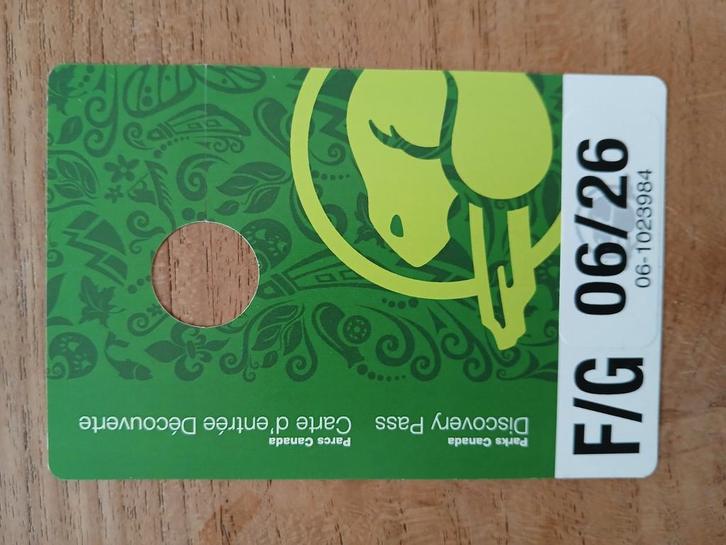 Parks Canada
Discovery Pass
Parcs Canada
Carte d'entrée Découverte
F/G 06/26
06-1023984